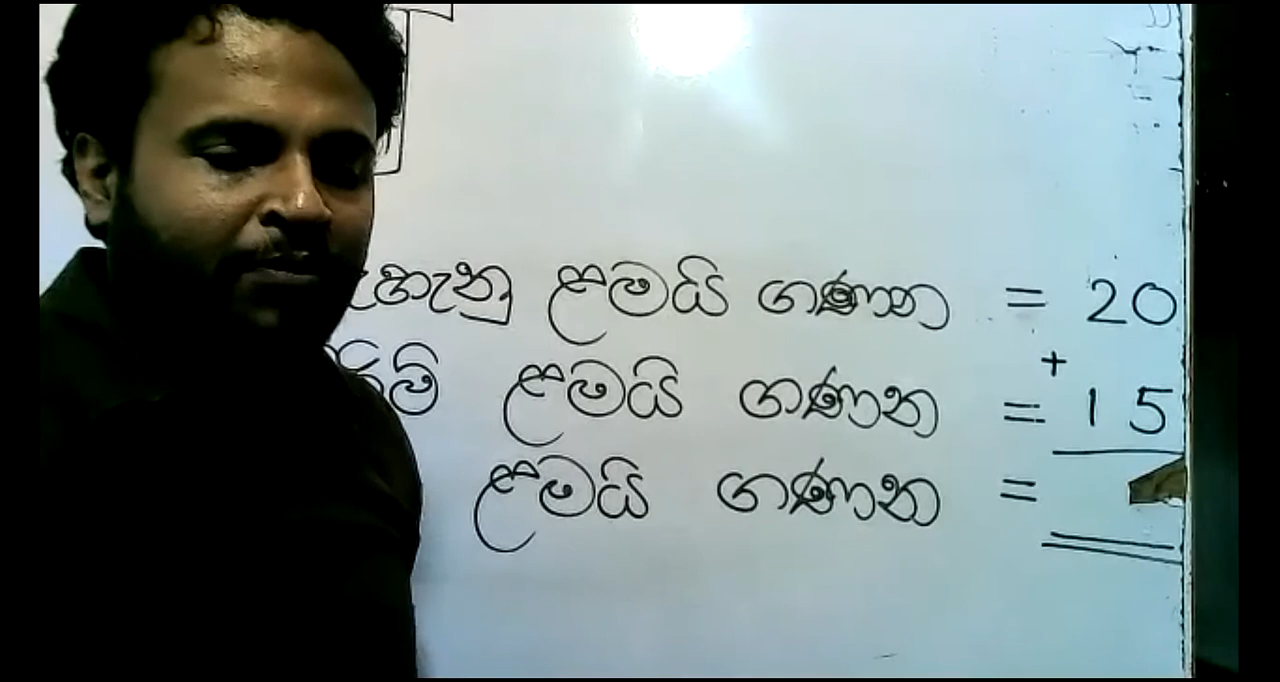 ගැහැනු ළමයි ගණන = 20
+
පිරිමි ළමයි ගණන = 15
ළමයි ගණන =